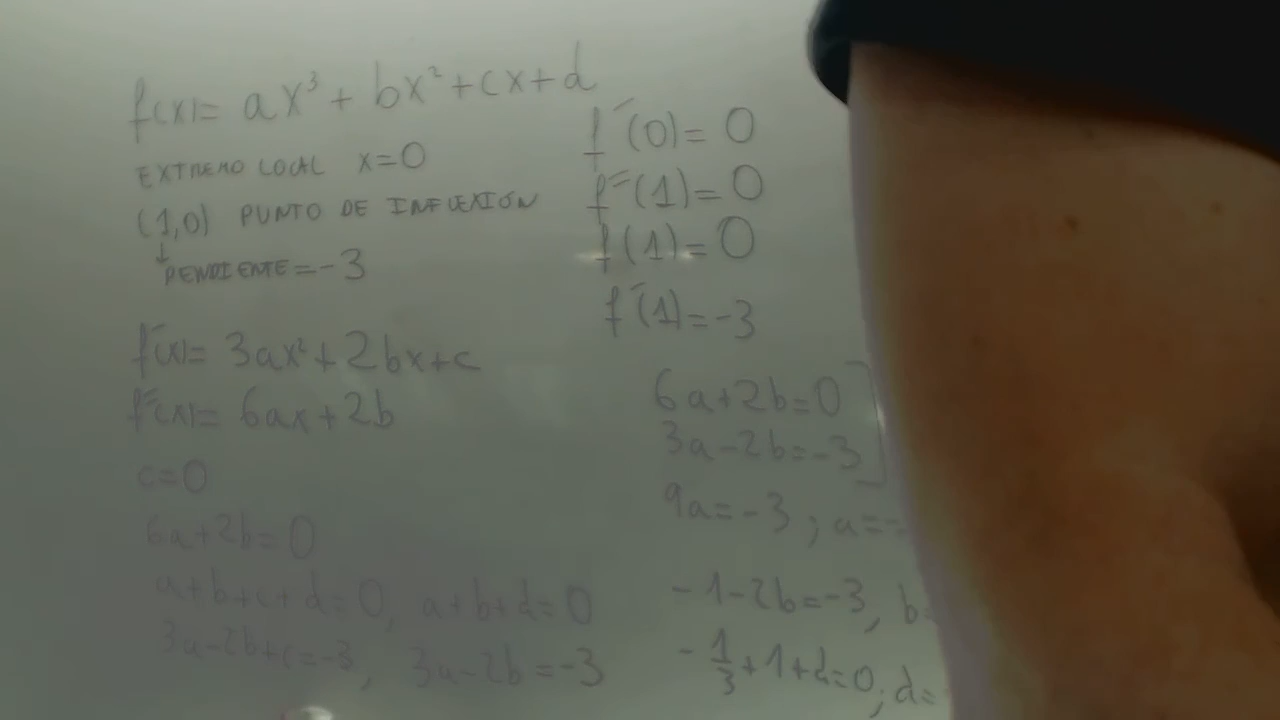 f(x)= ax³ + bx² + cx + d
EXTREMO LOCAL x=0
(1,0) PUNTO DE INFLEXIÓN
↓
PENDIENTE=-3
f´(x)= 3ax² + 2bx + c
f´´(x)= 6ax + 2b
c=0
6a+2b=0
a+b+c+d=0, a+b+d=0
3a-2b+c=-3, 3a-2b=-3
f´(0)= 0
f´´(1)= 0
f(1)= 0
f´(1)= -3
6a+2b=0
3a-2b=-3
9a=-3; a=-
-1-2b=-3, b=
-1/3+1+d=0; d=